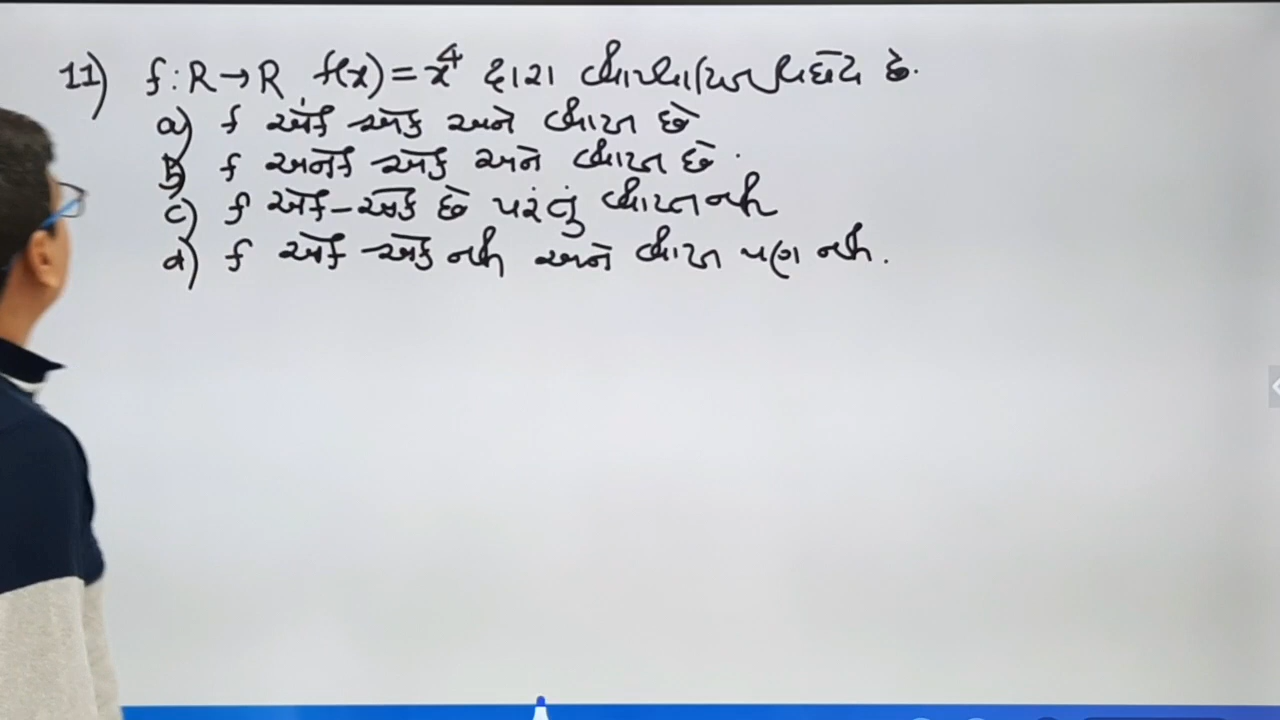 11) f : R → R f(x) = x⁴ દ્વારા વ્યાખ્યાયિત વિધેય છે.
a) f એક એક અને વ્યાપ્ત છે
b) f અનેક એક અને વ્યાપ્ત છે.
c) f એક-એક છે પરંતુ વ્યાપ્ત નથી
d) f એક એક નથી અને વ્યાપ્ત પણ નથી.